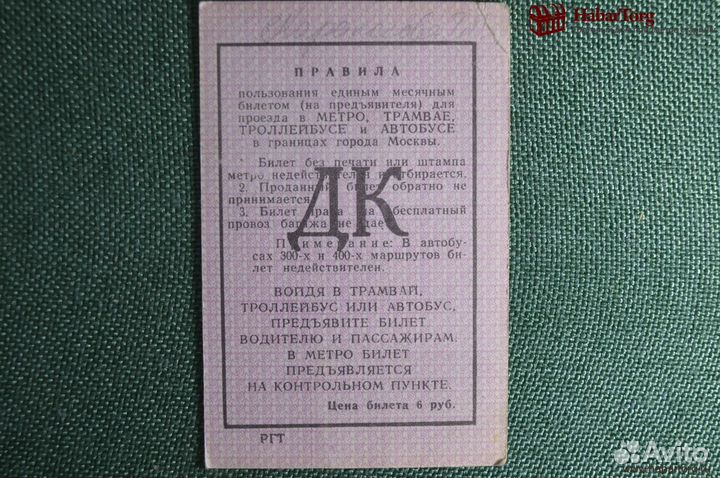 HabarTorg
ПРАВИЛА
пользования единым месячным
билетом (на предъявителя) для
проезда в МЕТРО, ТРАМВАЕ,
ТРОЛЛЕЙБУСЕ и АВТОБУСЕ
в границах города Москвы.
Билет без печати или штампа
метро недействителен и отбирается.
2. Проданный билет обратно не
принимается
3. Билет права на бесплатный
провоз багажа не дает
Примечание: В автобу-
сах 300-х и 400-х маршрутов би-
лет недействителен.
ДК
ВОЙДЯ В ТРАМВАЙ,
ТРОЛЛЕЙБУС ИЛИ АВТОБУС,
ПРЕДЪЯВИТЕ БИЛЕТ
ВОДИТЕЛЮ И ПАССАЖИРАМ.
В МЕТРО БИЛЕТ
ПРЕДЪЯВЛЯЕТСЯ
НА КОНТРОЛЬНОМ ПУНКТЕ.
Цена билета 6 руб.
РГТ
Avito